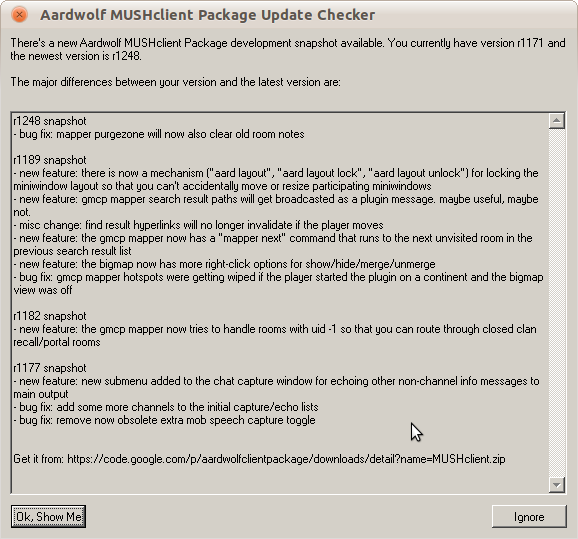 Aardwolf MUSHclient Package Update Checker
There's a new Aardwolf MUSHclient Package development snapshot available. You currently have version r1171 and
the newest version is r1248.
The major differences between your version and the latest version are:
r1248 snapshot
- bug fix: mapper purgezone will now also clear old room notes
r1189 snapshot
- new feature: there is now a mechanism ("aard layout", "aard layout lock", "aard layout unlock") for locking the
miniwindow layout so that you can't accidentally move or resize participating miniwindows
- new feature: gmcp mapper search result paths will get broadcasted as a plugin message. maybe useful, maybe
not.
- misc change: find result hyperlinks will no longer invalidate if the player moves
- new feature: the gmcp mapper now has a "mapper next" command that runs to the next unvisited room in the
previous search result list
- new feature: the bigmap now has more right-click options for show/hide/merge/unmerge
- bug fix: gmcp mapper hotspots were getting wiped if the player started the plugin on a continent and the bigmap
view was off
r1182 snapshot
- new feature: the gmcp mapper now tries to handle rooms with uid -1 so that you can route through closed clan
recall/portal rooms
r1177 snapshot
- new feature: new submenu added to the chat capture window for echoing other non-channel info messages to
main output
- bug fix: add some more channels to the initial capture/echo lists
- bug fix: remove now obsolete extra mob speech capture toggle
Get it from: https://code.google.com/p/aardwolfclientpackage/downloads/detail?name=MUSHclient.zip
Ok, Show Me
Ignore